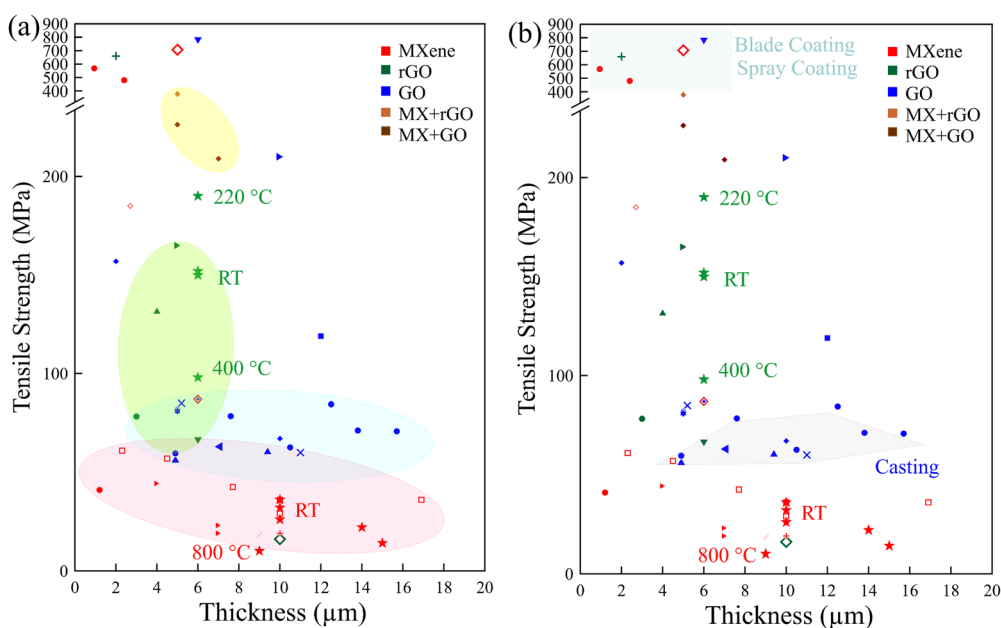 (a)
900
800
700
600
500
400
200
100
0
Tensile Strength (MPa)
MXene
rGO
GO
MX+rGO
MX+GO
220 °C
RT
400 °C
RT
800 °C
0 2 4 6 8 10 12 14 16 18 20
Thickness (µm)
(b)
900
800
700
600
500
400
200
100
0
Tensile Strength (MPa)
Blade Coating
Spray Coating
MXene
rGO
GO
MX+rGO
MX+GO
220 °C
RT
400 °C
Casting
RT
800 °C
0 2 4 6 8 10 12 14 16 18 20
Thickness (µm)